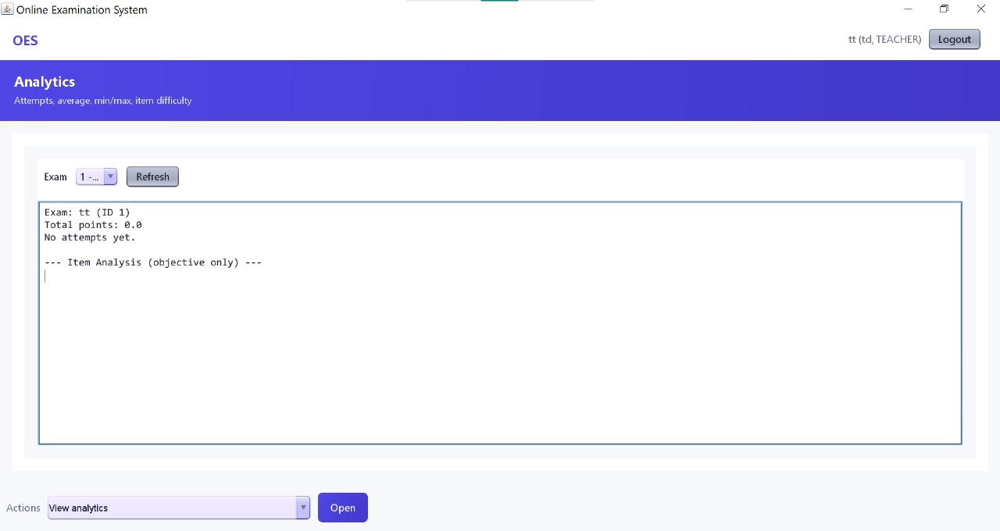 Online Examination System
OES
tt (td, TEACHER)
Logout
Analytics
Attempts, average, min/max, item difficulty
Exam
1 -...
Refresh
Exam: tt (ID 1)
Total points: 0.0
No attempts yet.
--- Item Analysis (objective only) ---
Actions
View analytics
Open